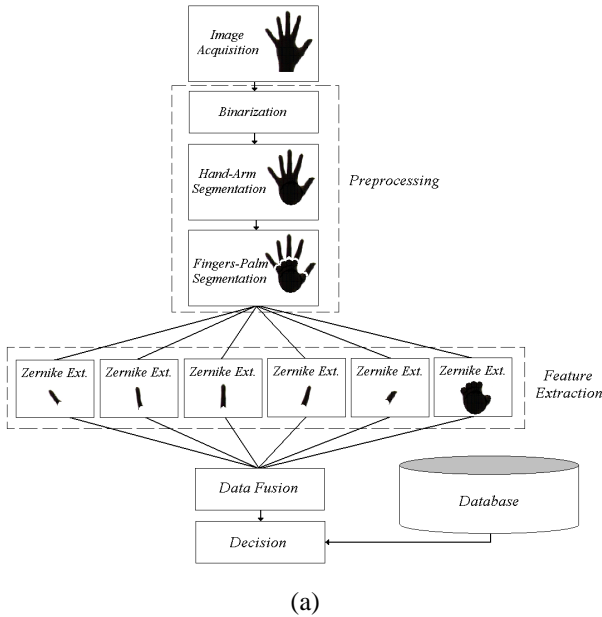 Image
Acquisition
Binarization
Hand-Arm
Segmentation
Preprocessing
Fingers-Palm
Segmentation
Zernike Ext. Zernike Ext. Zernike Ext. Zernike Ext. Zernike Ext. Zernike Ext.
Feature
Extraction
Data Fusion
Database
Decision
(a)